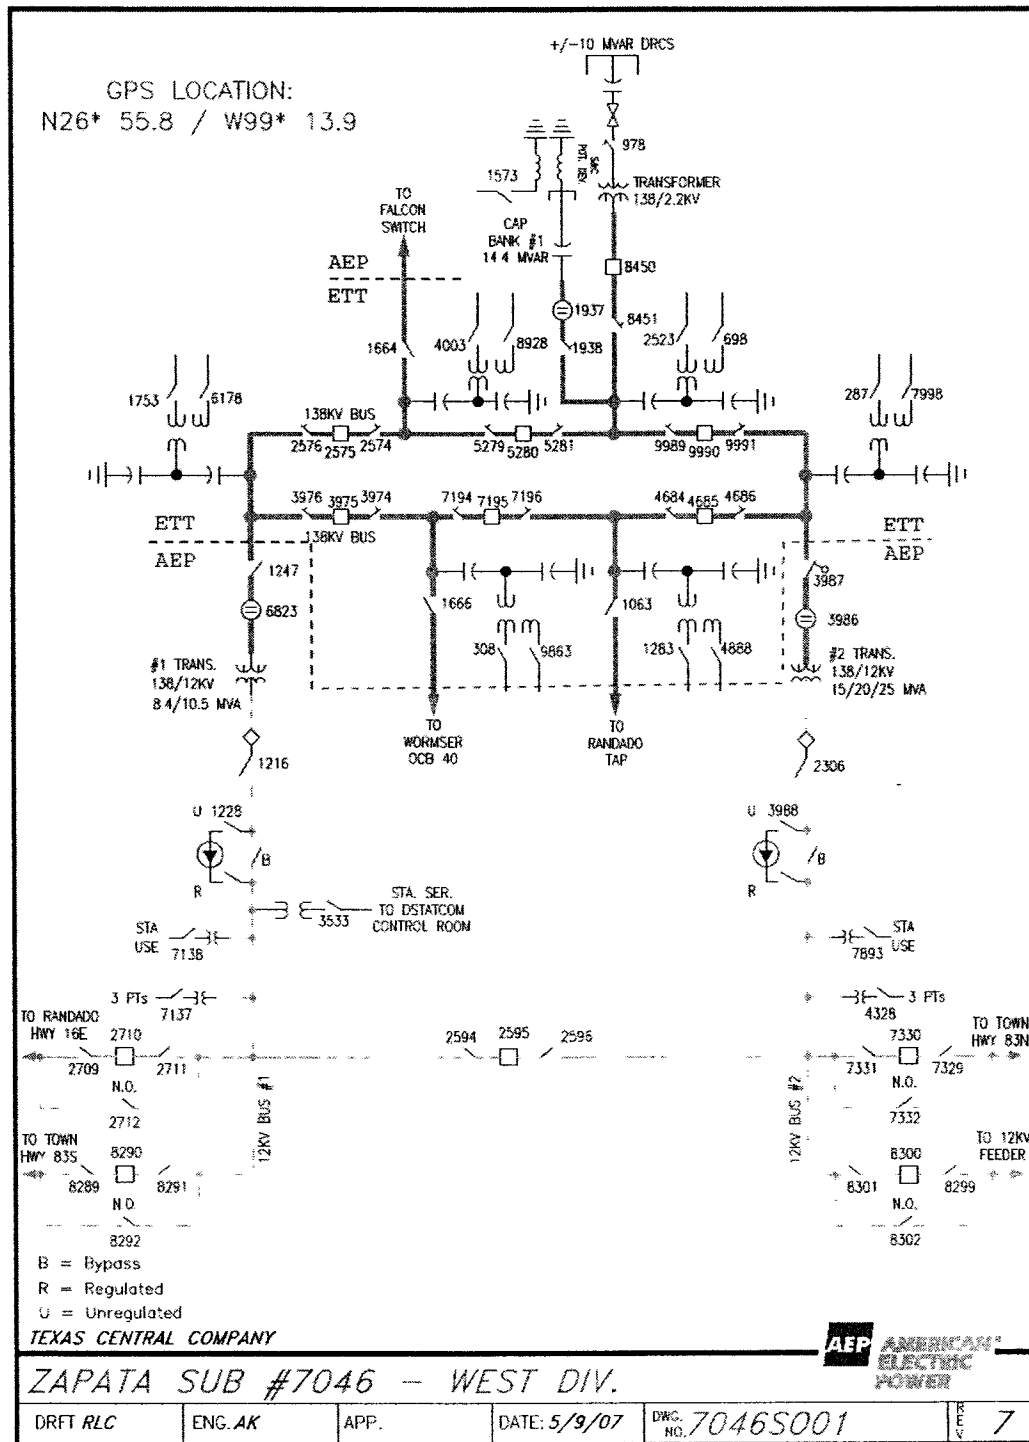 +/-10 MVAR DRCS
GPS LOCATION:
N26* 55.8 / W99* 13.9
978
S&C
POT. DEV.
1573
TRANSFORMER
138/2.2KV
TO
FALCON
SWITCH
CAP
BANK #1
14.4 MVAR
AEP
ETT
8450
1937
8451
1664
4003
8928
1938
2523
698
1753
6178
287
7998
138KV BUS
2576
2575
2574
5279
5280
5281
9989
9990
9991
3976
3975
3974
7194
7195
7196
4684
4685
4686
138KV BUS
ETT
AEP
ETT
AEP
1247
3987
6823
1666
1063
3986
308
9863
1283
4888
#1 TRANS.
138/12KV
8.4/10.5 MVA
#2 TRANS.
138/12KV
15/20/25 MVA
TO
WORMSER
OCB 40
TO
RANDADO
TAP
1216
2306
U 1228
U 3988
B
B
R
R
STA. SER.
TO DSTATCOM
CONTROL ROOM
3533
STA
USE
7138
STA
USE
7893
3 PTs
7137
3 PTs
4328
TO RANDADO
HWY 16E
2710
2709
2711
N.O.
2712
2594
2595
2596
7330
TO TOWN
HWY 83N
7331
7329
N.O.
7332
12KV BUS #1
12KV BUS #2
TO TOWN
HWY 83S
8290
8289
8291
N.O.
8292
8300
TO 12KV
FEEDER
8301
8299
N.O.
8302
B = Bypass
R = Regulated
U = Unregulated
TEXAS CENTRAL COMPANY
AEP AMERICAN
ELECTRIC
POWER
ZAPATA SUB #7046 - WEST DIV.
DRFT RLC
ENG. AK
APP.
DATE: 5/9/07
DWG. NO. 7046S001
REV 7